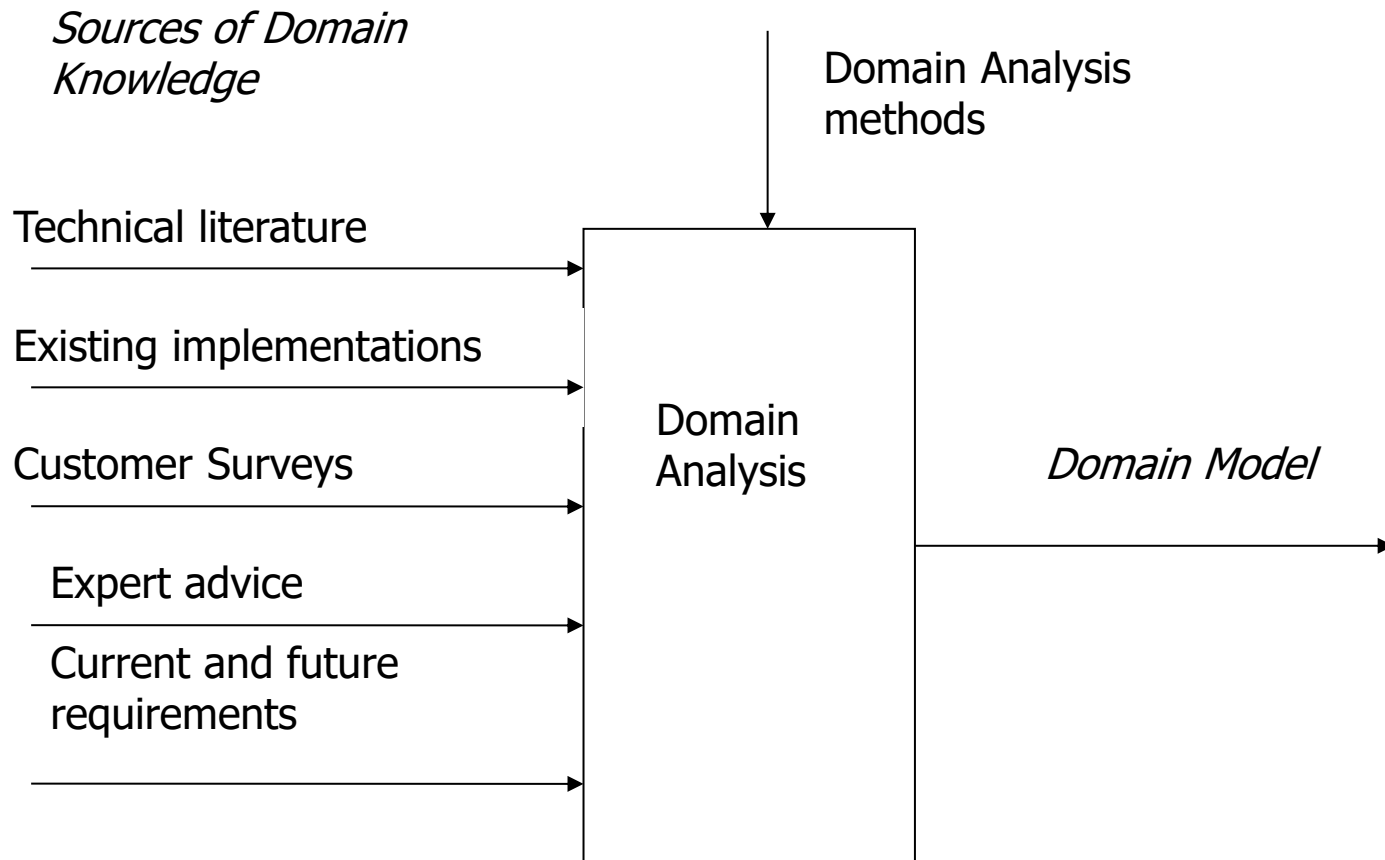 Sources of Domain
Knowledge
Domain Analysis
methods
Technical literature
Existing implementations
Customer Surveys
Expert advice
Current and future
requirements
Domain
Analysis
Domain Model